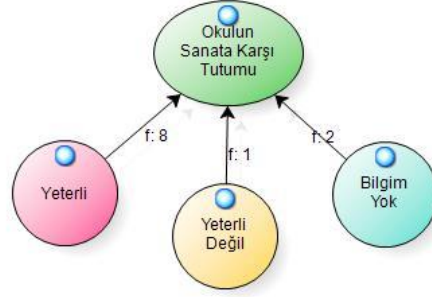 Okulun
Sanata Karşı
Tutumu
f: 8
f: 1
f: 2
Yeterli
Yeterli
Değil
Bilgim
Yok